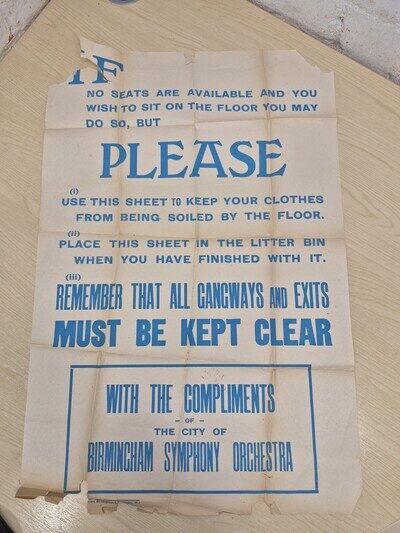 IF
NO SEATS ARE AVAILABLE AND YOU
WISH TO SIT ON THE FLOOR YOU MAY
DO SO, BUT
PLEASE
(i)
USE THIS SHEET TO KEEP YOUR CLOTHES
FROM BEING SOILED BY THE FLOOR.
(ii)
PLACE THIS SHEET IN THE LITTER BIN
WHEN YOU HAVE FINISHED WITH IT.
(iii)
REMEMBER THAT ALL GANGWAYS AND EXITS
MUST BE KEPT CLEAR
WITH THE COMPLIMENTS
- OF -
THE CITY OF
BIRMINGHAM SYMPHONY ORCHESTRA